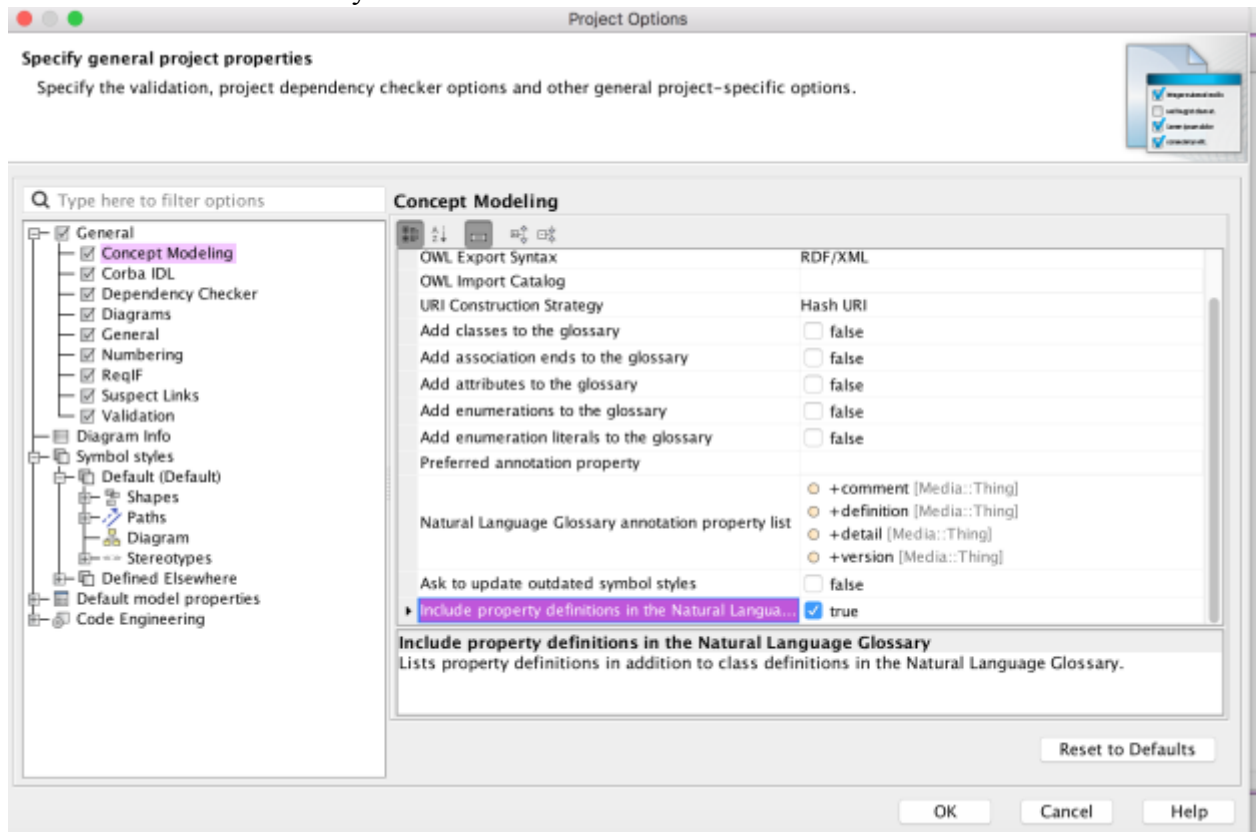 Project Options
Specify general project properties
Specify the validation, project dependency checker options and other general project-specific options.
Type here to filter options
General
Concept Modeling
Corba IDL
Dependency Checker
Diagrams
General
Numbering
ReqIF
Suspect Links
Validation
Diagram Info
Symbol styles
Default (Default)
Shapes
Paths
Diagram
Stereotypes
Defined Elsewhere
Default model properties
Code Engineering
Concept Modeling
OWL Export Syntax RDF/XML
OWL Import Catalog
URI Construction Strategy Hash URI
Add classes to the glossary false
Add association ends to the glossary false
Add attributes to the glossary false
Add enumerations to the glossary false
Add enumeration literals to the glossary false
Preferred annotation property
Natural Language Glossary annotation property list
+comment [Media::Thing]
+definition [Media::Thing]
+detail [Media::Thing]
+version [Media::Thing]
Ask to update outdated symbol styles false
Include property definitions in the Natural Langua... true
Include property definitions in the Natural Language Glossary
Lists property definitions in addition to class definitions in the Natural Language Glossary.
Reset to Defaults
OK Cancel Help